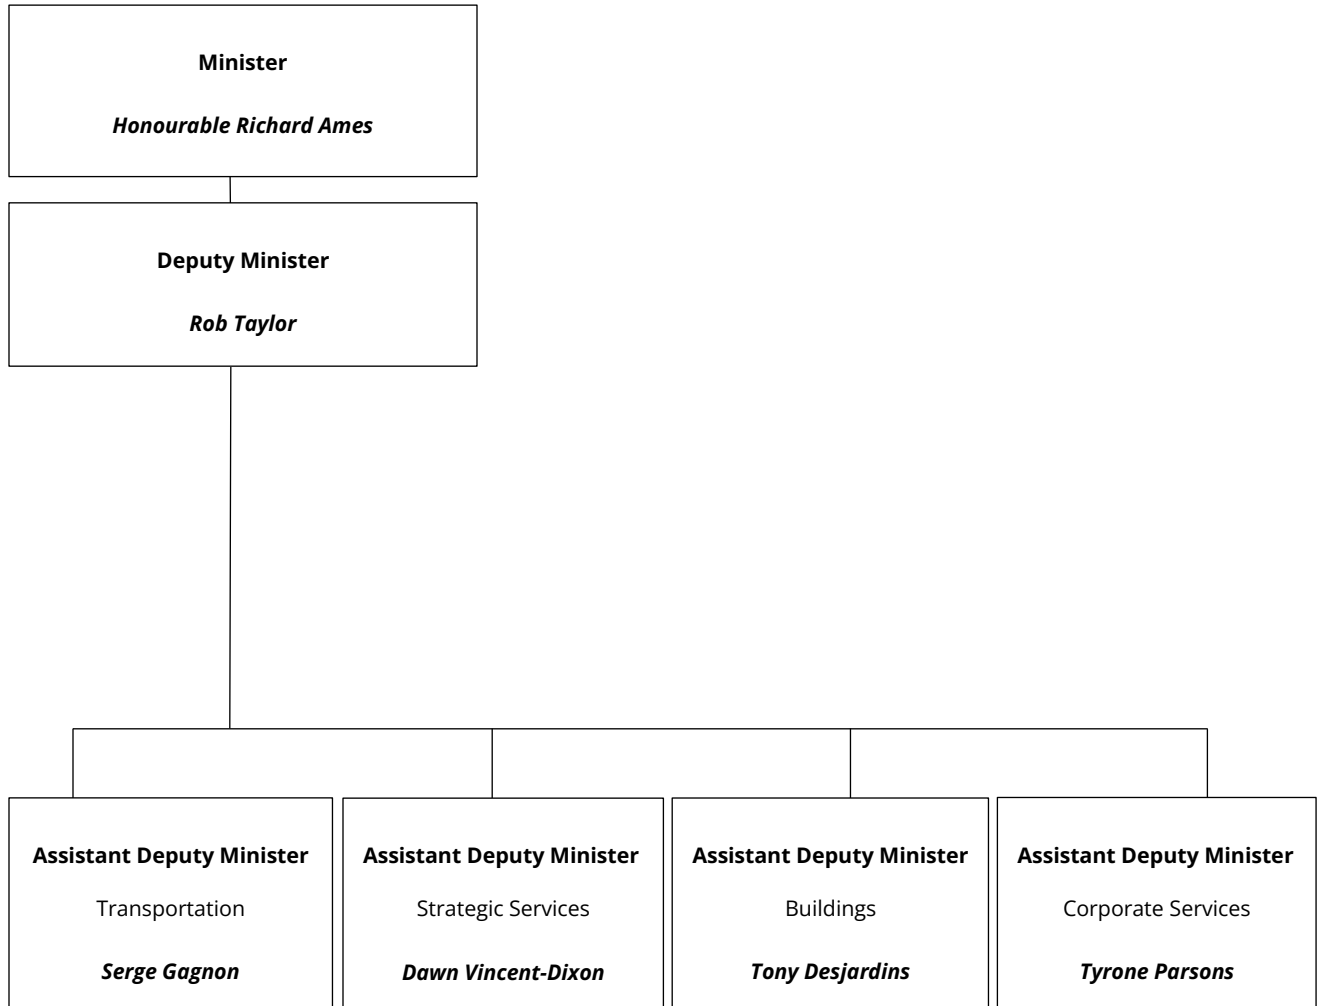 Minister
Honourable Richard Ames
Deputy Minister
Rob Taylor
Assistant Deputy Minister
Transportation
Serge Gagnon
Assistant Deputy Minister
Strategic Services
Dawn Vincent-Dixon
Assistant Deputy Minister
Buildings
Tony Desjardins
Assistant Deputy Minister
Corporate Services
Tyrone Parsons